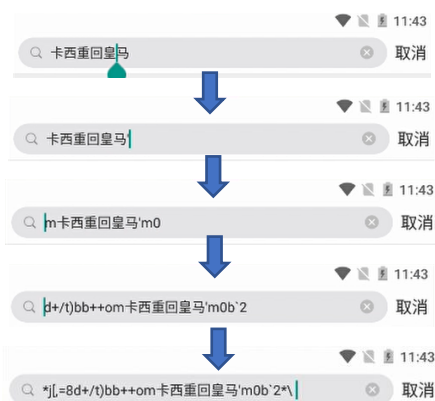 11:43
卡西重回皇马
取消
11:43
卡西重回皇马'
取消
11:43
m卡西重回皇马'm0
取消
11:43
d+/t)bb++om卡西重回皇马'm0b`2
取消
11:43
*j[,=8d+/t)bb++om卡西重回皇马'm0b`2*\
取消